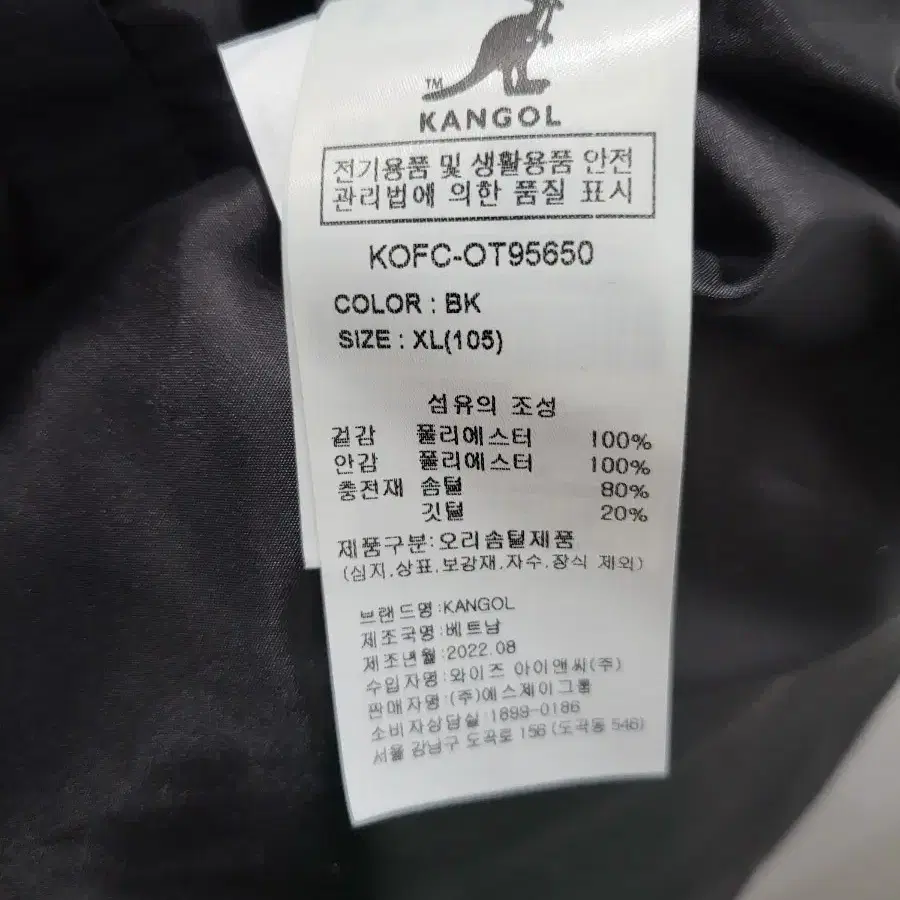 TM
KANGOL
전기용품 및 생활용품 안전
관리법에 의한 품질 표시
KOFC-OT95650
COLOR : BK
SIZE : XL(105)
섬유의 조성
겉감 폴리에스터 100%
안감 폴리에스터 100%
충전재 솜털 80%
깃털 20%
제품구분:오리솜털제품
(심지,상표,보강재,자수,장식 제외)
브랜드명:KANGOL
제조국명:베트남
제조년월:2022.08
수입자명:와이즈 아이앤씨(주)
판매자명:(주)에스제이그룹
소비자상담실:1899-0186
서울 강남구 도곡로 156 (도곡동 546)